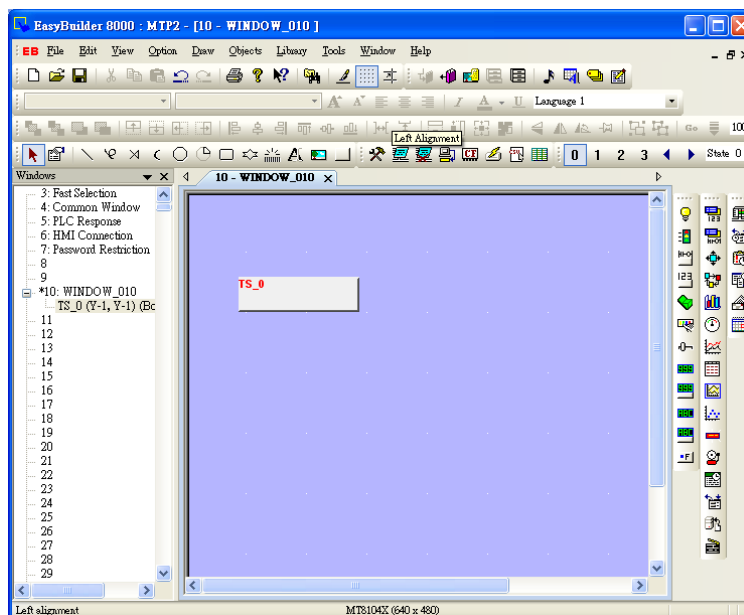 EasyBuilder 8000 : MTP2 - [10 - WINDOW_010 ]
EB File Edit View Option Draw Objects Library Tools Window Help
Language 1
Left Alignment
Go 100
0 1 2 3 State 0
Windows
10 - WINDOW_010
3: Fast Selection
4: Common Window
5: PLC Response
6: HMI Connection
7: Password Restriction
8
9
*10: WINDOW_010
TS_0 (Y-1, Y-1) (Bc
11
12
13
14
15
16
17
18
19
20
21
22
23
24
25
26
27
28
29
TS_0
Left alignment
MT8104X (640 x 480)